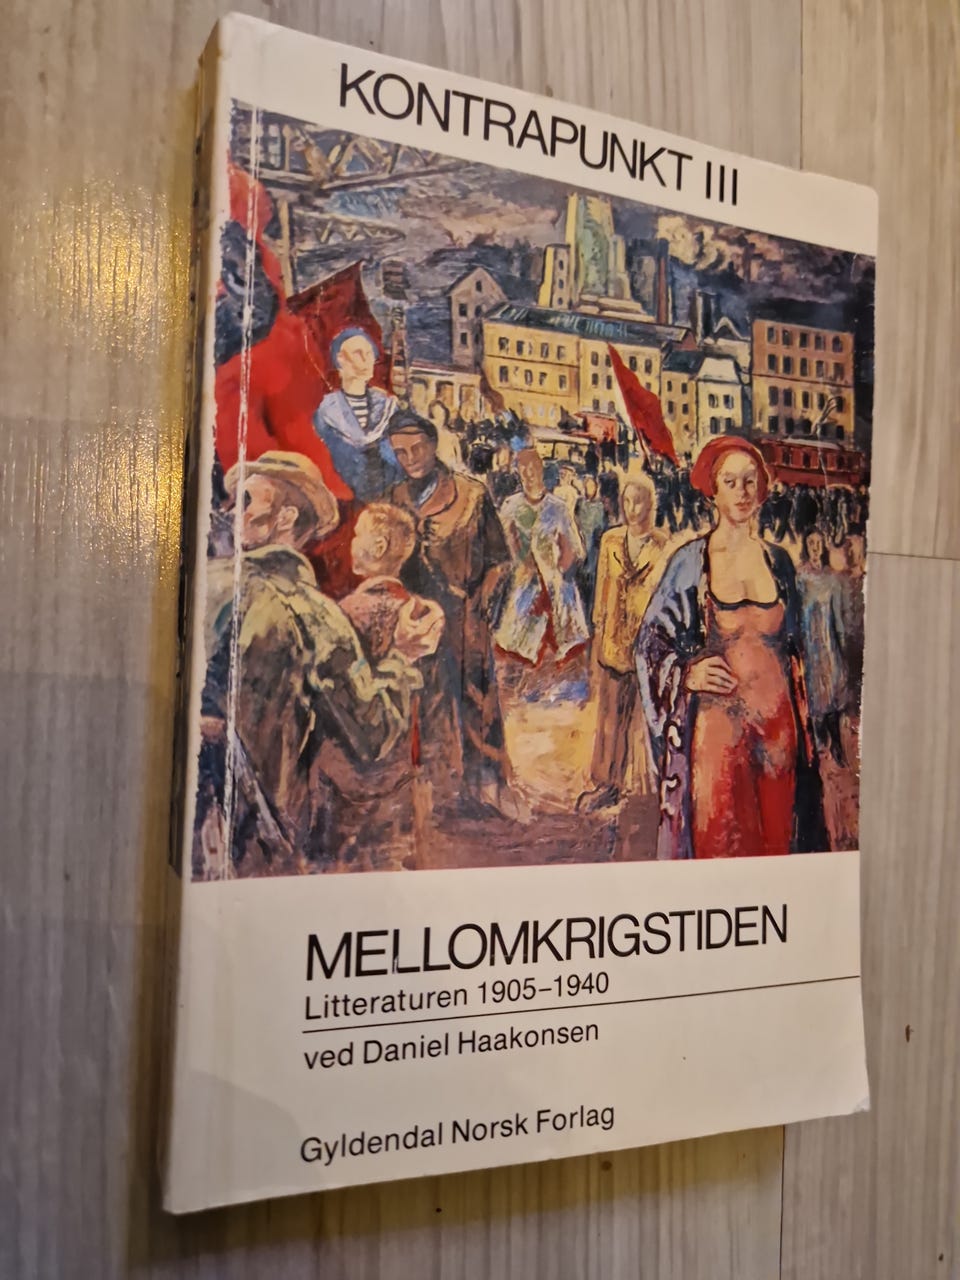 KONTRAPUNKT III
MELLOMKRIGSTIDEN
Litteraturen 1905–1940
ved Daniel Haakonsen
Gyldendal Norsk Forlag